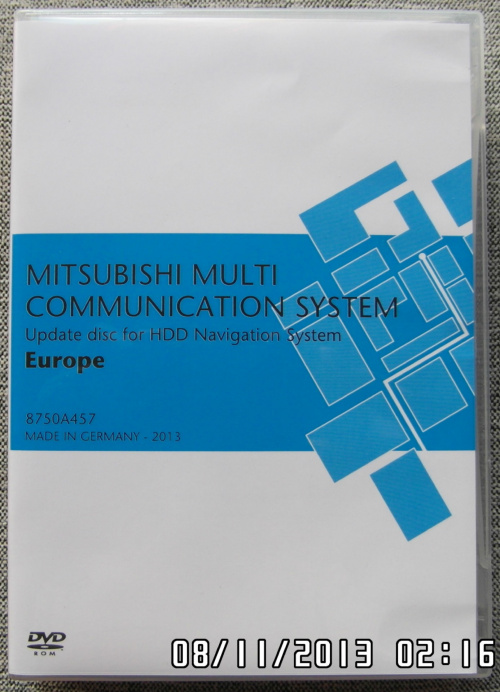 MITSUBISHI MULTI
COMMUNICATION SYSTEM
Update disc for HDD Navigation System
Europe
8750A457
MADE IN GERMANY - 2013
DVD
ROM
08/11/2013 02:16